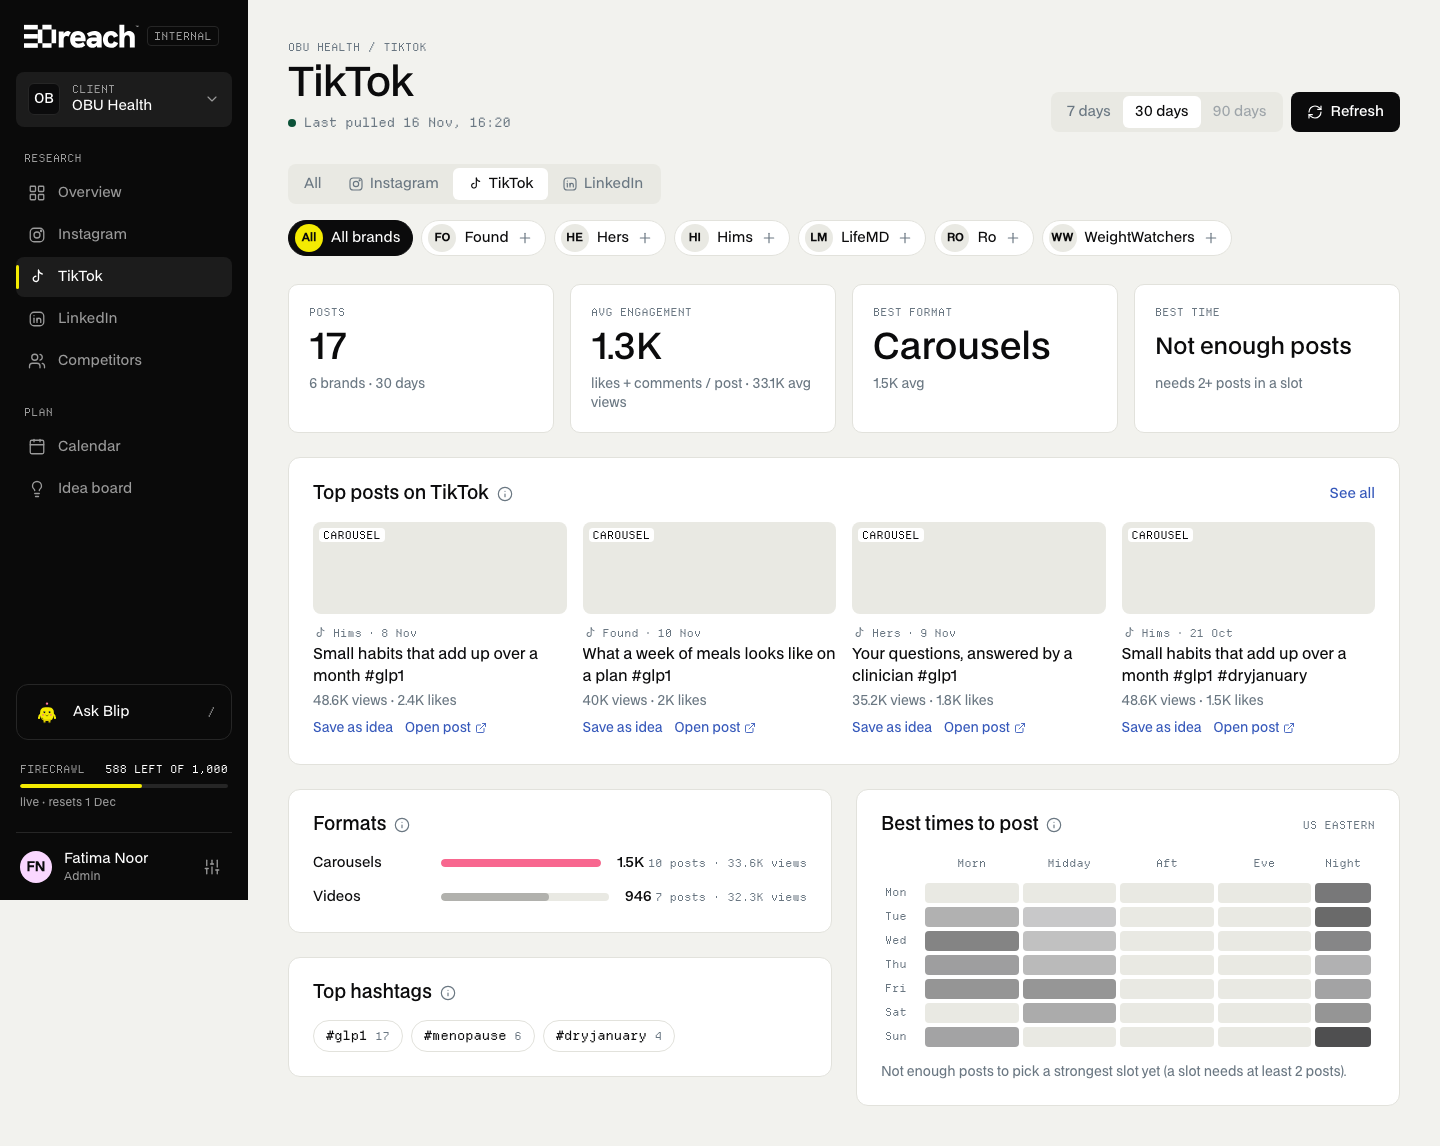 reach
INTERNAL
OB
CLIENT
OBU Health
RESEARCH
Overview
Instagram
TikTok
LinkedIn
Competitors
PLAN
Calendar
Idea board
Ask Blip
/
FIRECRAWL 588 LEFT OF 1,000
live · resets 1 Dec
FN
Fatima Noor
Admin
OBU HEALTH / TIKTOK
TikTok
Last pulled 16 Nov, 16:20
7 days 30 days 90 days
Refresh
All Instagram TikTok LinkedIn
All All brands
FO Found +
HE Hers +
HI Hims +
LM LifeMD +
RO Ro +
WW WeightWatchers +
POSTS
17
6 brands · 30 days
AVG ENGAGEMENT
1.3K
likes + comments / post · 33.1K avg
views
BEST FORMAT
Carousels
1.5K avg
BEST TIME
Not enough posts
needs 2+ posts in a slot
Top posts on TikTok
See all
CAROUSEL
Hims · 8 Nov
Small habits that add up over a
month #glp1
48.6K views · 2.4K likes
Save as idea Open post
CAROUSEL
Found · 10 Nov
What a week of meals looks like on
a plan #glp1
40K views · 2K likes
Save as idea Open post
CAROUSEL
Hers · 9 Nov
Your questions, answered by a
clinician #glp1
35.2K views · 1.8K likes
Save as idea Open post
CAROUSEL
Hims · 21 Oct
Small habits that add up over a
month #glp1 #dryjanuary
48.6K views · 1.5K likes
Save as idea Open post
Formats
Carousels 1.5K 10 posts · 33.6K views
Videos 946 7 posts · 32.3K views
Top hashtags
#glp1 17
#menopause 6
#dryjanuary 4
Best times to post
US EASTERN
Morn Midday Aft Eve Night
Mon
Tue
Wed
Thu
Fri
Sat
Sun
Not enough posts to pick a strongest slot yet (a slot needs at least 2 posts).